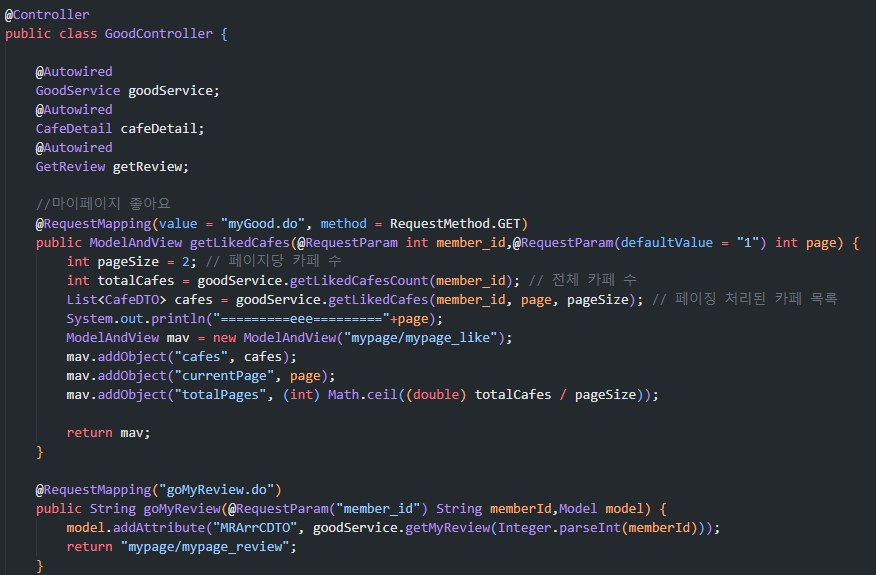 @Controller
public class GoodController {
@Autowired
GoodService goodService;
@Autowired
CafeDetail cafeDetail;
@Autowired
GetReview getReview;
//마이페이지 좋아요
@RequestMapping(value = "myGood.do", method = RequestMethod.GET)
public ModelAndView getLikedCafes(@RequestParam int member_id,@RequestParam(defaultValue = "1") int page) {
int pageSize = 2; // 페이지당 카페 수
int totalCafes = goodService.getLikedCafesCount(member_id); // 전체 카페 수
List<CafeDTO> cafes = goodService.getLikedCafes(member_id, page, pageSize); // 페이징 처리된 카페 목록
System.out.println("=========eee========="+page);
ModelAndView mav = new ModelAndView("mypage/mypage_like");
mav.addObject("cafes", cafes);
mav.addObject("currentPage", page);
mav.addObject("totalPages", (int) Math.ceil((double) totalCafes / pageSize));
return mav;
}
@RequestMapping("goMyReview.do")
public String goMyReview(@RequestParam("member_id") String memberId,Model model) {
model.addAttribute("MRArrCDTO", goodService.getMyReview(Integer.parseInt(memberId)));
return "mypage/mypage_review";
}